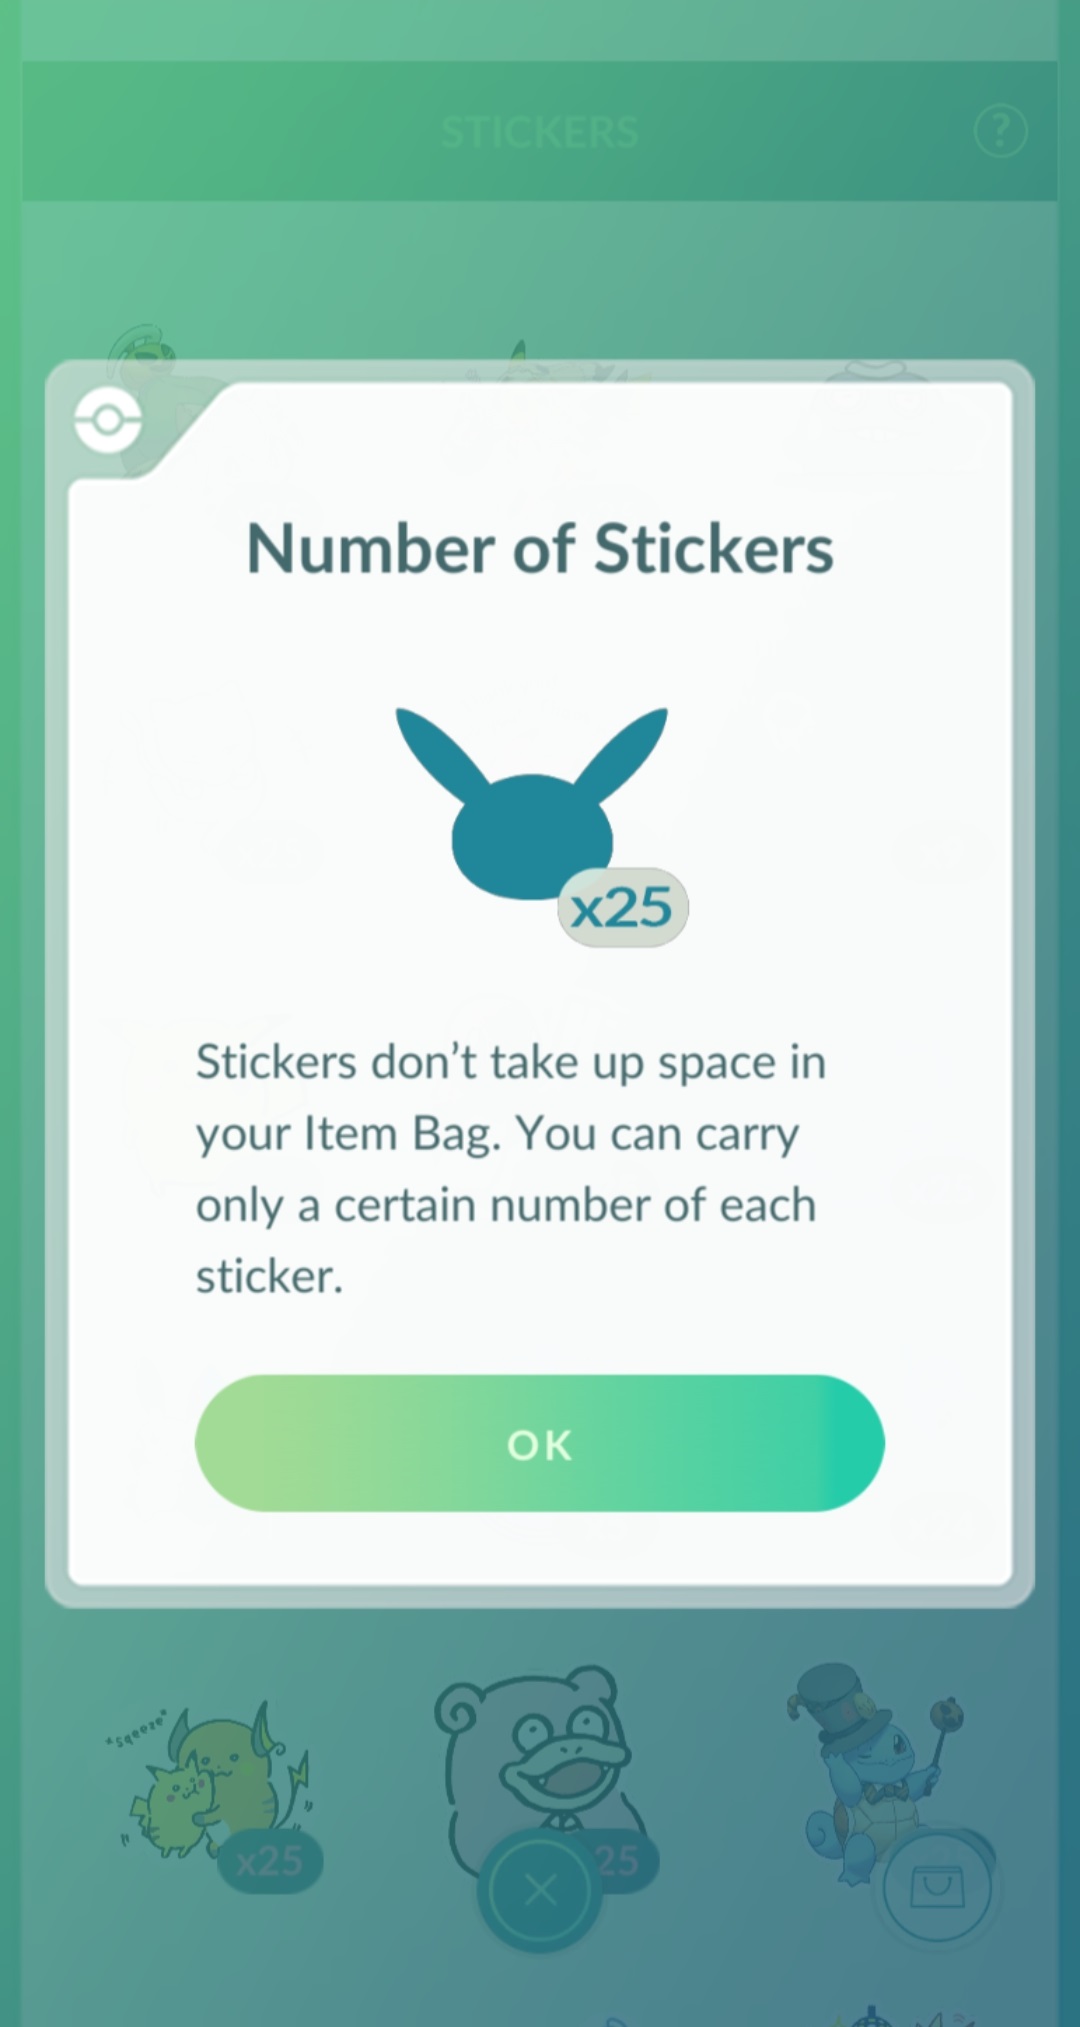 STICKERS
?
Number of Stickers
x25
Stickers don’t take up space in
your Item Bag. You can carry
only a certain number of each
sticker.
OK
*squeeze*
x25
25